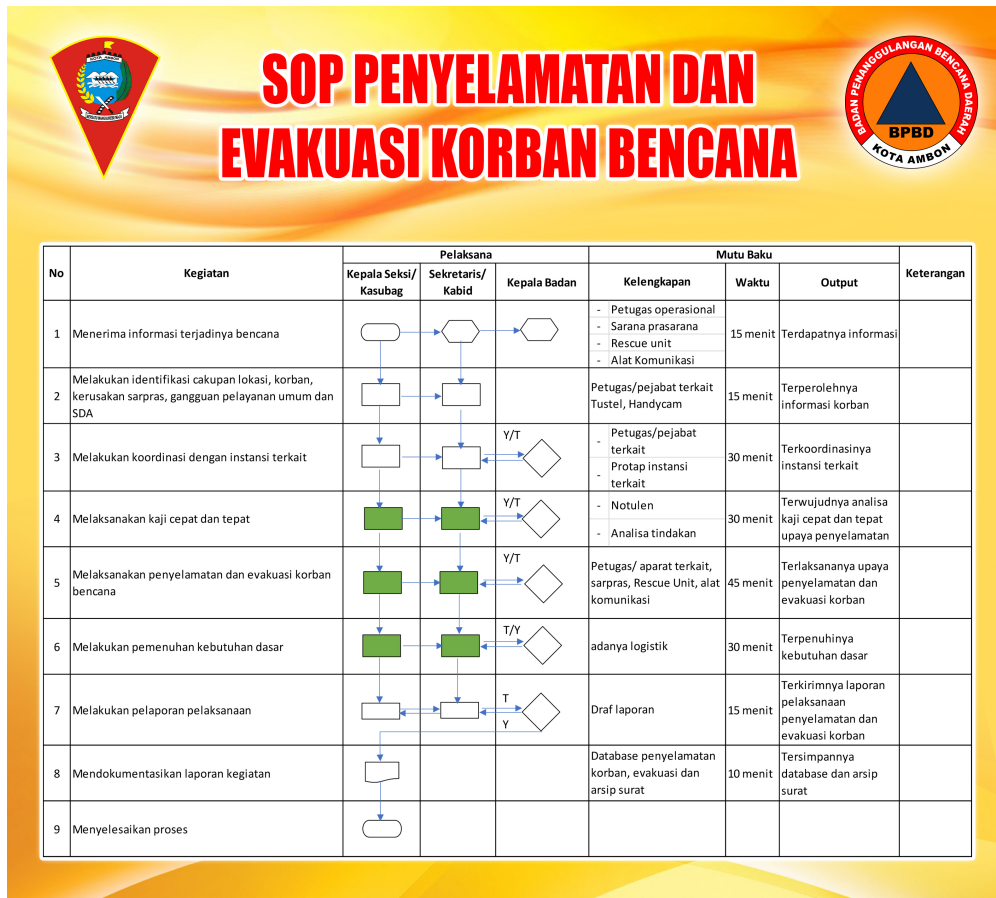 SOP PENYELAMATAN DAN
EVAKUASI KORBAN BENCANA
KOTA AMBON
BADAN PENANGGULANGAN BENCANA DAERAH
BPBD
KOTA AMBON
No
Kegiatan
Pelaksana
Mutu Baku
Keterangan
Kepala Seksi/
Kasubag
Sekretaris/
Kabid
Kepala Badan
Kelengkapan
Waktu
Output
1
Menerima informasi terjadinya bencana
- Petugas operasional
- Sarana prasarana
- Rescue unit
- Alat Komunikasi
15 menit
Terdapatnya informasi
2
Melakukan identifikasi cakupan lokasi, korban,
kerusakan sarpras, gangguan pelayanan umum dan
SDA
Petugas/pejabat terkait
Tustel, Handycam
15 menit
Terperolehnya
informasi korban
3
Melakukan koordinasi dengan instansi terkait
Y/T
- Petugas/pejabat
terkait
- Protap instansi
terkait
30 menit
Terkoordinasinya
instansi terkait
4
Melaksanakan kaji cepat dan tepat
Y/T
- Notulen
- Analisa tindakan
30 menit
Terwujudnya analisa
kaji cepat dan tepat
upaya penyelamatan
5
Melaksanakan penyelamatan dan evakuasi korban
bencana
Y/T
Petugas/ aparat terkait,
sarpras, Rescue Unit, alat
komunikasi
45 menit
Terlaksananya upaya
penyelamatan dan
evakuasi korban
6
Melakukan pemenuhan kebutuhan dasar
T/Y
adanya logistik
30 menit
Terpenuhinya
kebutuhan dasar
7
Melakukan pelaporan pelaksanaan
T
Y
Draf laporan
15 menit
Terkirimnya laporan
pelaksanaan
penyelamatan dan
evakuasi korban
8
Mendokumentasikan laporan kegiatan
Database penyelamatan
korban, evakuasi dan
arsip surat
10 menit
Tersimpannya
database dan arsip
surat
9
Menyelesaikan proses